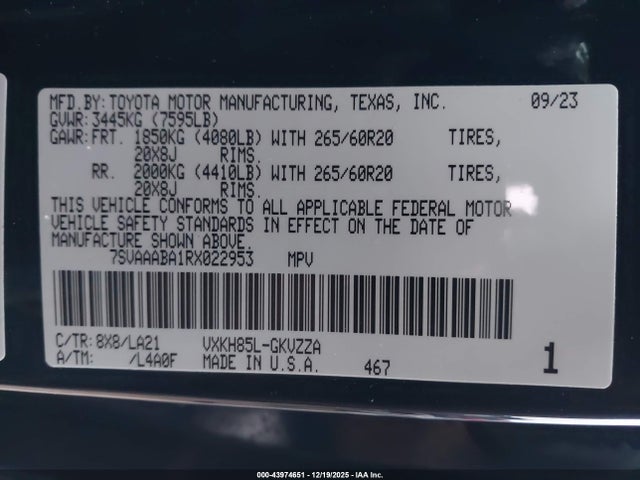 MFD.BY:TOYOTA MOTOR MANUFACTURING, TEXAS, INC. 09/23
GVWR:3445KG (7595LB)
GAWR:FRT. 1850KG (4080LB) WITH 265/60R20 TIRES,
20X8J RIMS.
RR. 2000KG (4410LB) WITH 265/60R20 TIRES,
20X8J RIMS.
THIS VEHICLE CONFORMS TO ALL APPLICABLE FEDERAL MOTOR
VEHICLE SAFETY STANDARDS IN EFFECT ON THE DATE OF
MANUFACTURE SHOWN ABOVE.
7SVAAABA1RX022953 MPV
C/TR:8X8/LA21 VXKH85L-GKVZZA
A/TM: /L4A0F MADE IN U.S.A. 467 1
000-43974651 - 12/19/2025 - IAA Inc.